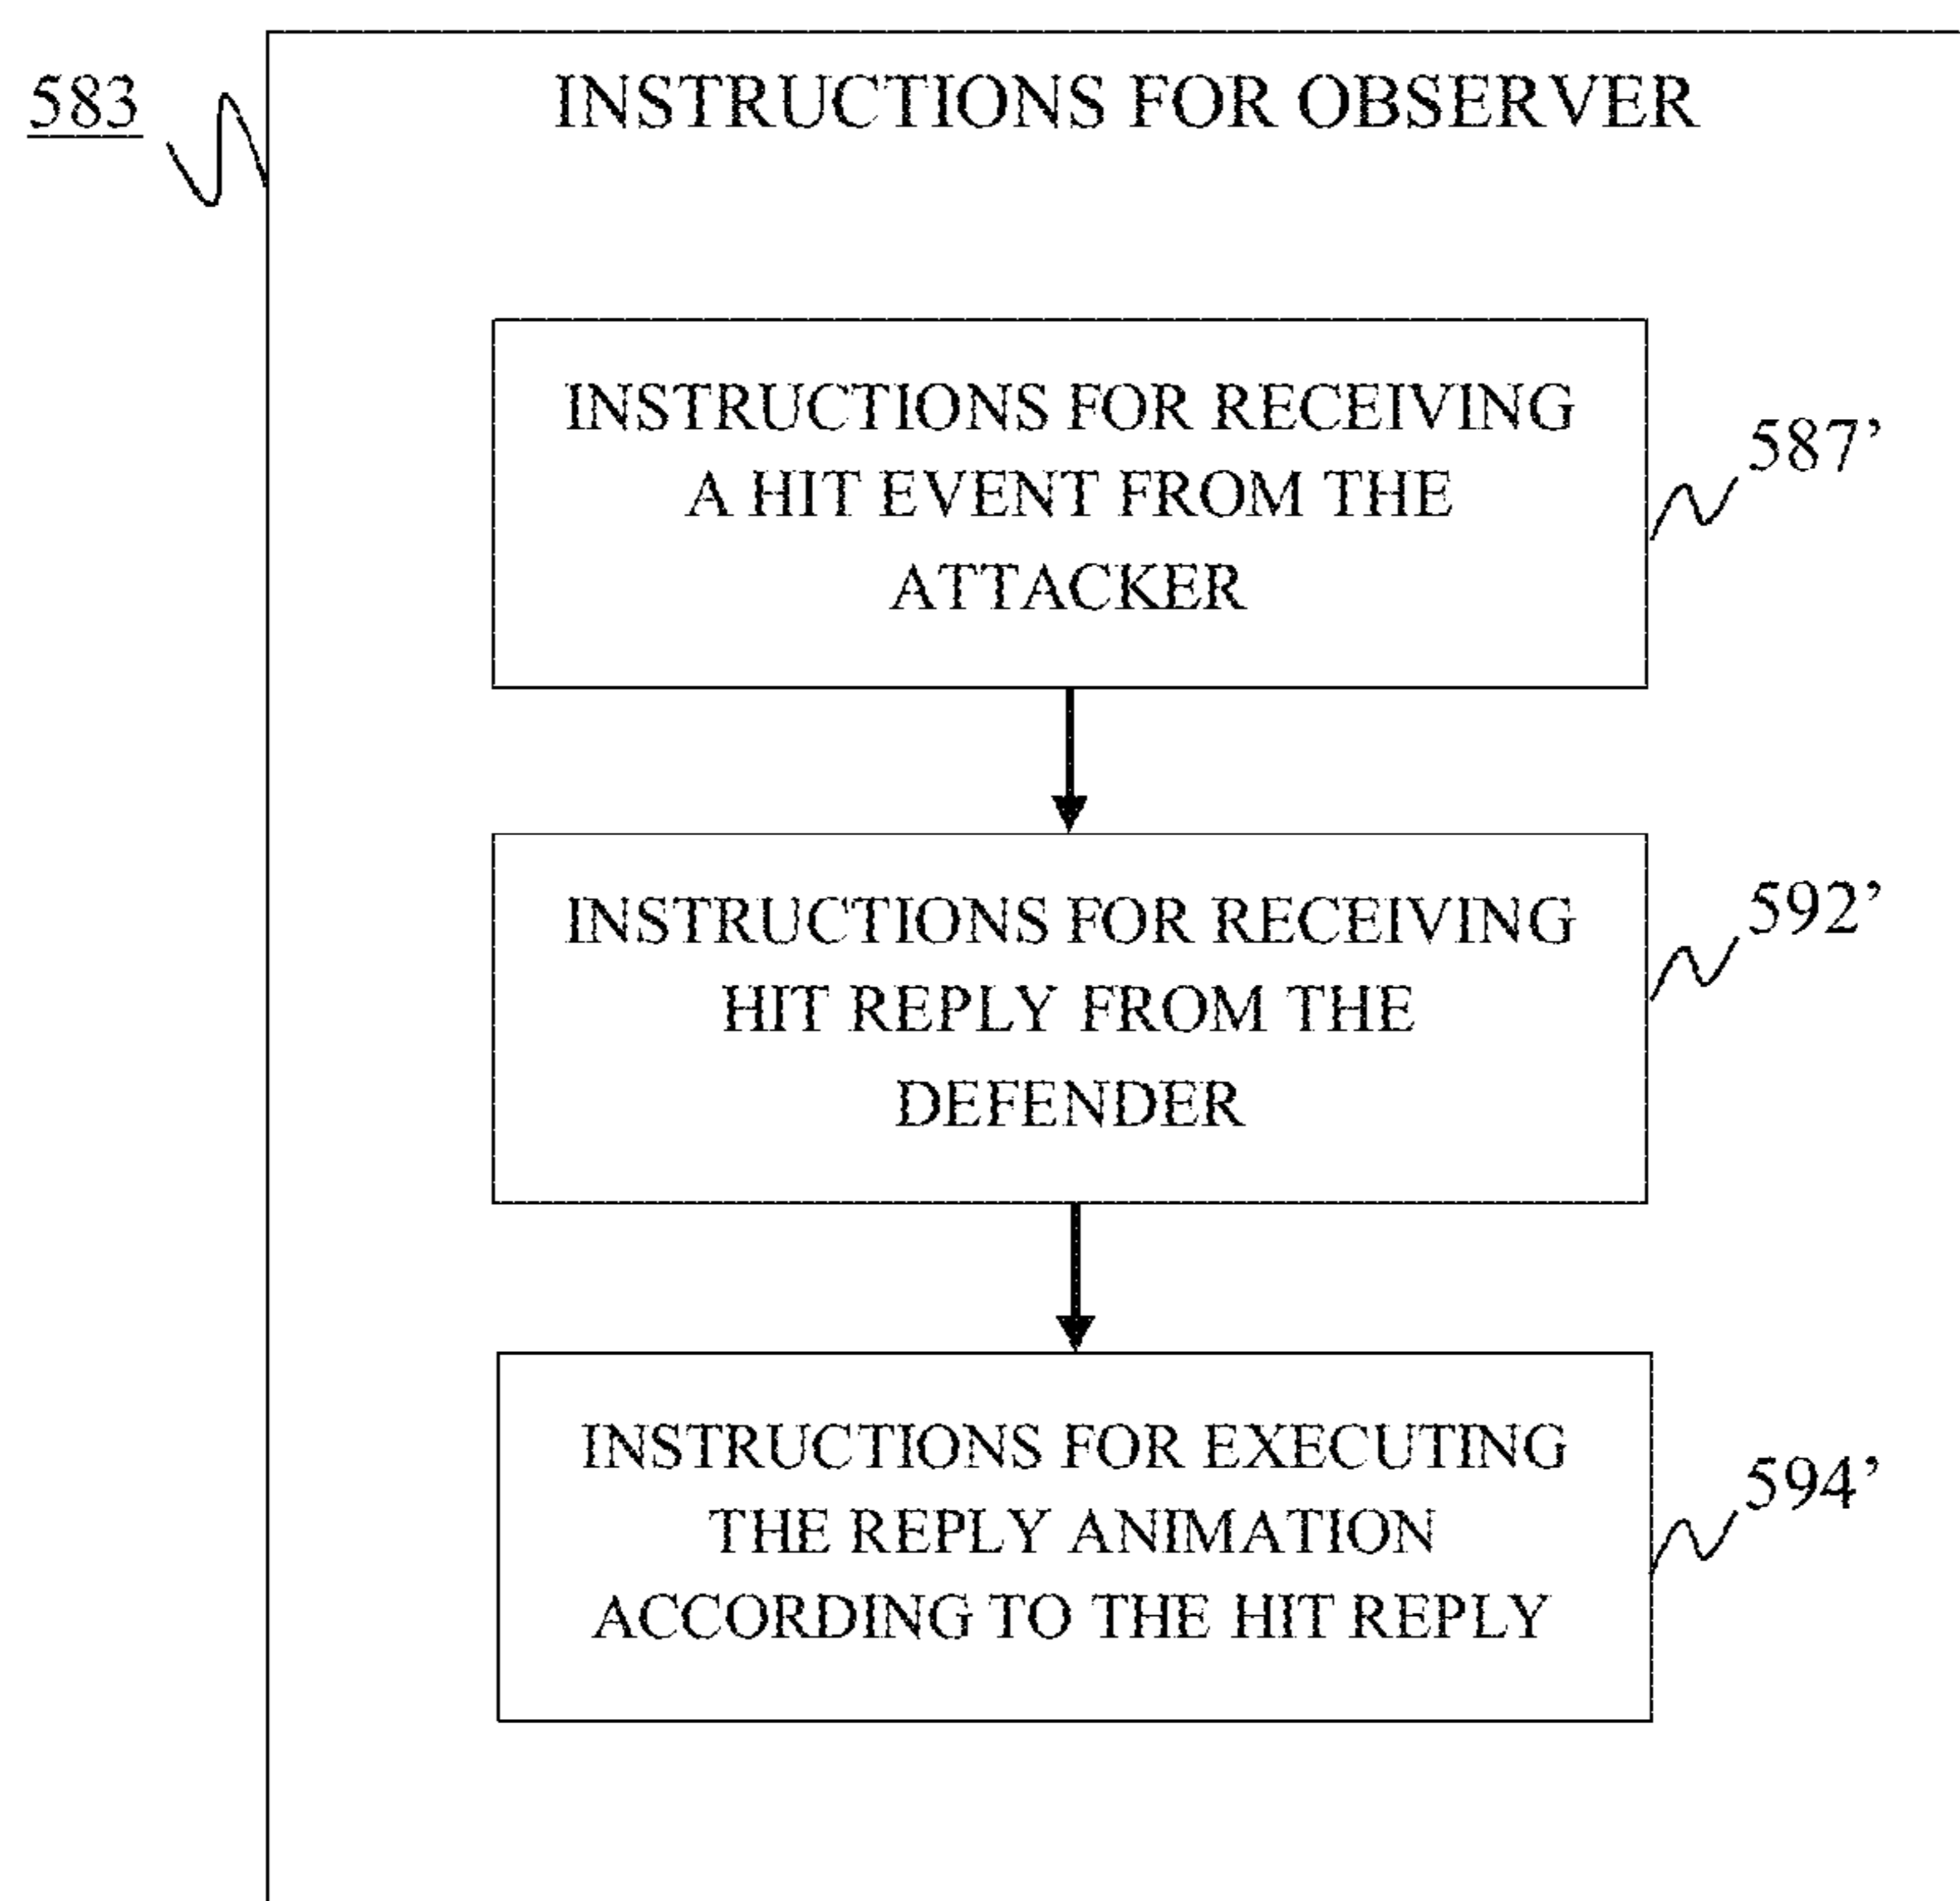 583
INSTRUCTIONS FOR OBSERVER
INSTRUCTIONS FOR RECEIVING
A HIT EVENT FROM THE
ATTACKER
587’
INSTRUCTIONS FOR RECEIVING
HIT REPLY FROM THE
DEFENDER
592’
INSTRUCTIONS FOR EXECUTING
THE REPLY ANIMATION
ACCORDING TO THE HIT REPLY
594’